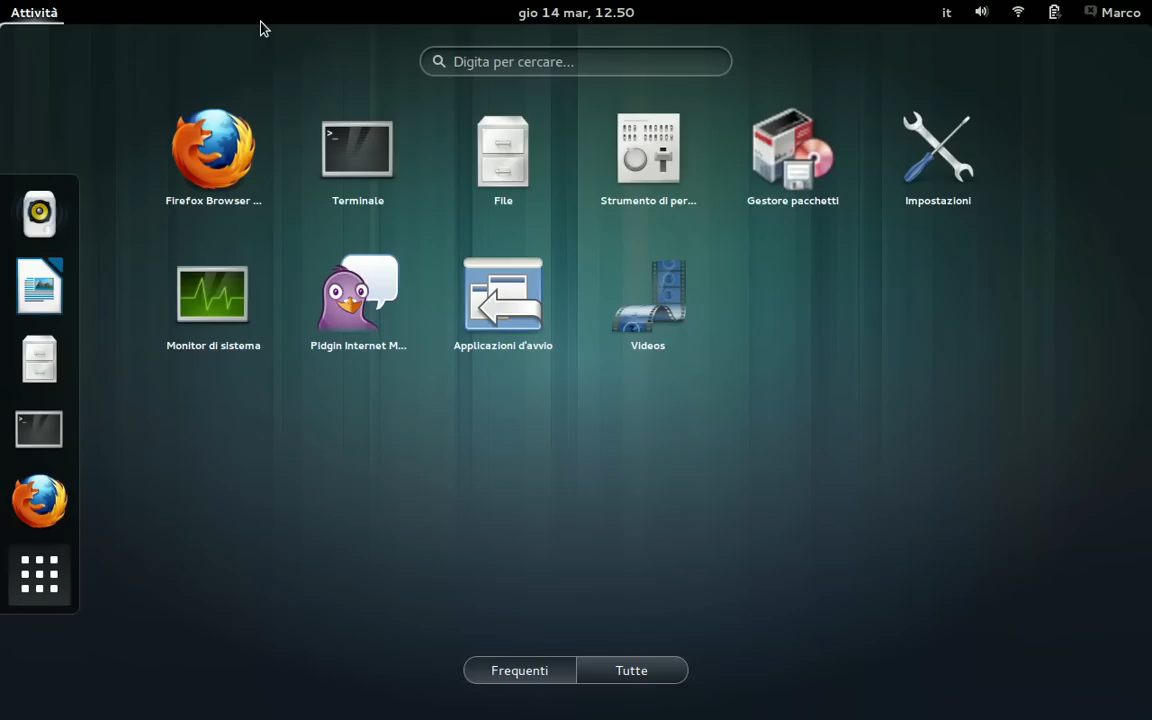 Attività
gio 14 mar, 12.50
it
Marco
Digita per cercare...
Firefox Browser ...
Terminale
File
Strumento di per...
Gestore pacchetti
Impostazioni
Monitor di sistema
Pidgin Internet M...
Applicazioni d'avvio
Videos
Frequenti
Tutte